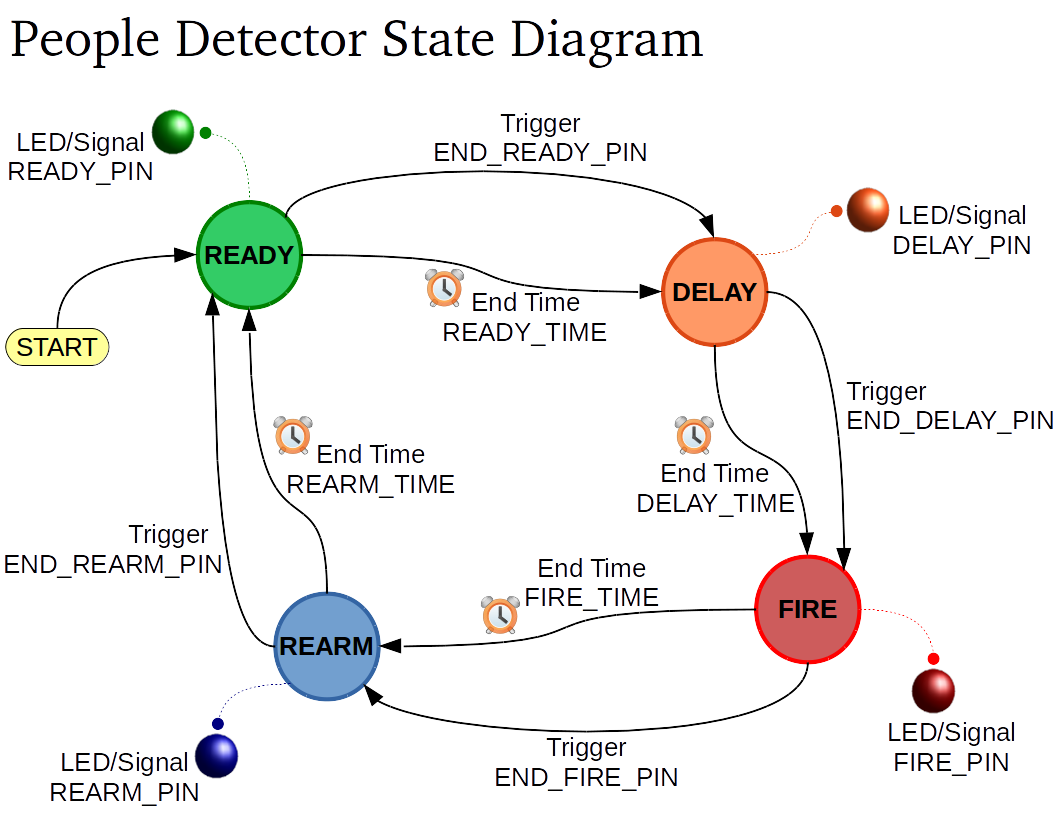 People Detector State Diagram
LED/Signal
READY_PIN
Trigger
END_READY_PIN
LED/Signal
DELAY_PIN
READY
DELAY
End Time
READY_TIME
START
Trigger
END_DELAY_PIN
End Time
REARM_TIME
End Time
DELAY_TIME
Trigger
END_REARM_PIN
End Time
FIRE_TIME
FIRE
REARM
LED/Signal
FIRE_PIN
Trigger
END_FIRE_PIN
LED/Signal
REARM_PIN